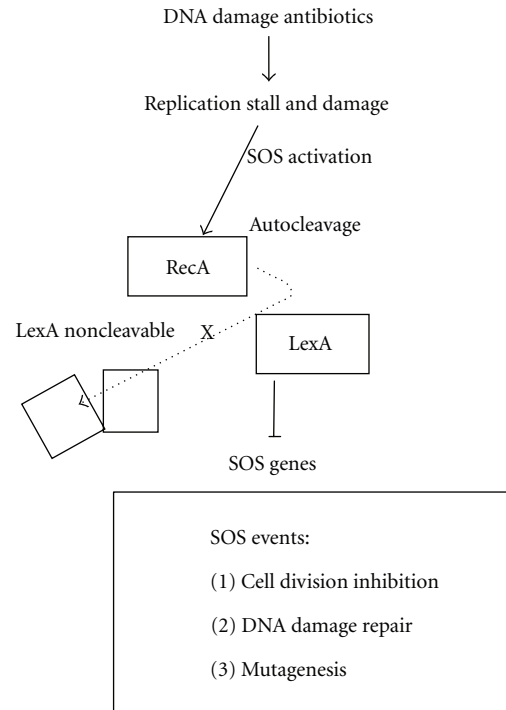 DNA damage antibiotics
Replication stall and damage
SOS activation
Autocleavage
RecA
LexA noncleavable
X
LexA
SOS genes
SOS events:
(1) Cell division inhibition
(2) DNA damage repair
(3) Mutagenesis